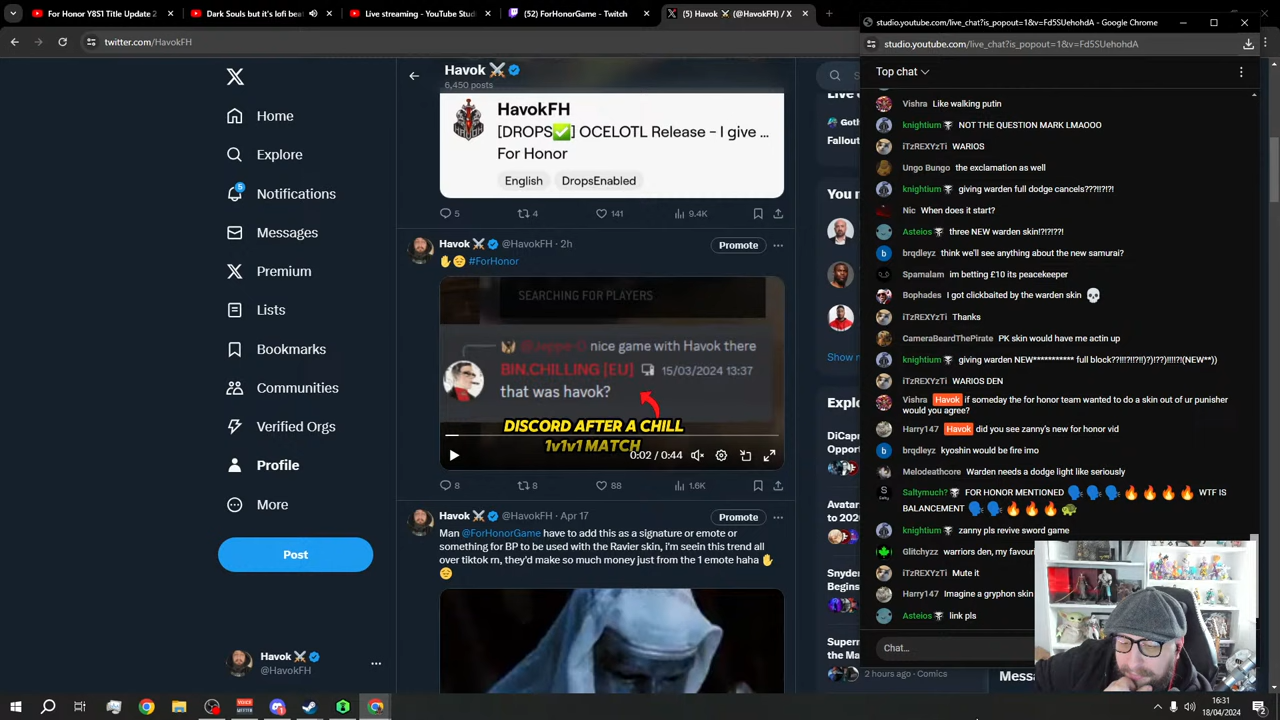 For Honor Y8S1 Title Update 2
Dark Souls but it's lofi beat
Live streaming - YouTube Stud
(52) ForHonorGame - Twitch
(5) Havok ⚔️ (@HavokFH) / X
twitter.com/HavokFH
Home
Explore
5
Notifications
Messages
Premium
Lists
Bookmarks
Communities
Verified Orgs
Profile
More
Post
Havok ⚔️
@HavokFH
Havok ⚔️
6,450 posts
HavokFH
[DROPS✅] OCELOTL Release – I give ...
For Honor
English
DropsEnabled
5
4
141
9.4K
Havok ⚔️ @HavokFH · 2h
Promote
✋😔 #ForHonor
SEARCHING FOR PLAYERS
nice game with Havok there
BIN.CHILLING [EU] 15/03/2024 13:37
that was havok?
DISCORD AFTER A CHILL
1V1V1 MATCH
0:02 / 0:44
8
8
88
1.6K
Havok ⚔️ @HavokFH · Apr 17
Promote
Man @ForHonorGame have to add this as a signature or emote or
something for BP to be used with the Ravier skin, i'm seein this trend all
over tiktok rn, they'd make so much money just from the 1 emote haha ✋
😔
Live o
Goth
Fallou
You m
Show m
Explor
DiCapr
Octob
Avatar
to 202
Snyder
Begins
Superm
the Ma
2 hours ago · Comics
Messa
studio.youtube.com/live_chat?is_popout=1&v=Fd5SUehohdA - Google Chrome
studio.youtube.com/live_chat?is_popout=1&v=Fd5SUehohdA
Top chat
Vishra Like walking putin
knightium NOT THE QUESTION MARK LMAOOO
iTzREXYzTi WARIOS
Ungo Bungo the exclamation as well
knightium giving warden full dodge cancels???!!?!?!
Nic When does it start?
Asteios three NEW warden skin!?!?!??!
brqdleyz think we'll see anything about the new samurai?
Spamalam im betting £10 its peacekeeper
Bophades I got clickbaited by the warden skin 💀
iTzREXYzTi Thanks
CameraBeardThePirate PK skin would have me actin up
knightium giving warden NEW*********** full block??!!!?!!?!!)?)!??)!!!!?!(NEW**))
iTzREXYzTi WARIOS DEN
Vishra Havok if someday the for honor team wanted to do a skin out of ur punisher
would you agree?
Harry147 Havok did you see zanny's new for honor vid
brqdleyz kyoshin would be fire imo
Melodeathcore Warden needs a dodge light like seriously
Saltymuch? FOR HONOR MENTIONED 🗣️🗣️🗣️🔥🔥🔥🔥 WTF IS
BALANCEMENT 🗣️🗣️🔥🔥🔥🐢
knightium zanny pls revive sword game
Glitchyzz warriors den, my favou
iTzREXYzTi Mute it
Harry147 Imagine a gryphon skin
Asteios link pls
Chat...
16:31
18/04/2024
2